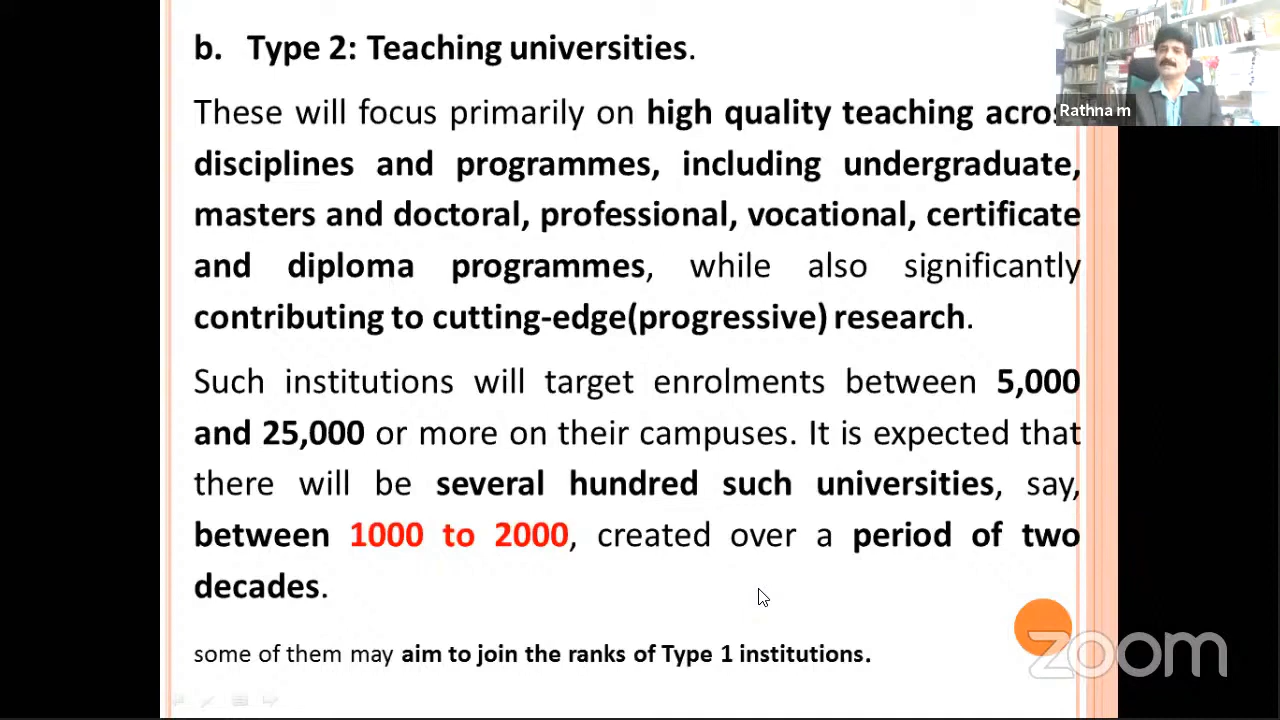 b. Type 2: Teaching universities.
These will focus primarily on high quality teaching acros
disciplines and programmes, including undergraduate,
masters and doctoral, professional, vocational, certificate
and diploma programmes, while also significantly
contributing to cutting-edge(progressive) research.
Such institutions will target enrolments between 5,000
and 25,000 or more on their campuses. It is expected that
there will be several hundred such universities, say,
between 1000 to 2000, created over a period of two
decades.
some of them may aim to join the ranks of Type 1 institutions.
Rathna m
zoom